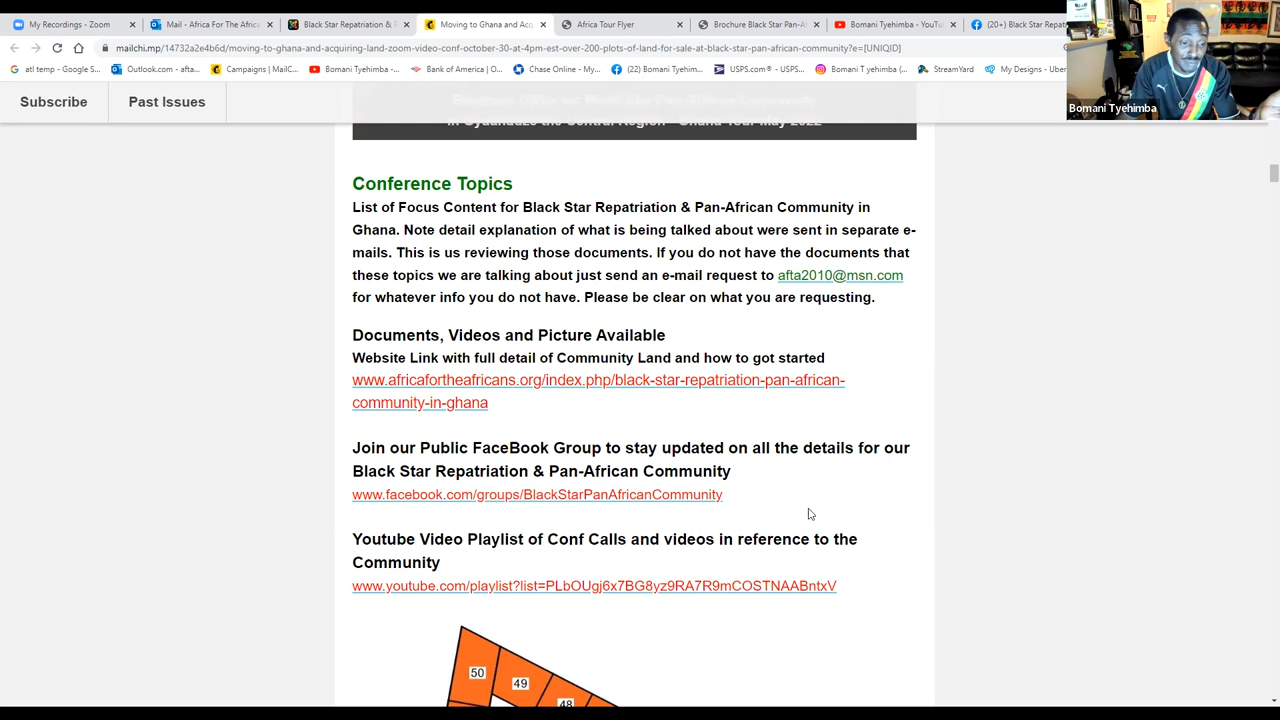 My Recordings - Zoom
Mail - Africa For The Africa
Black Star Repatriation &
Moving to Ghana and Acq
Africa Tour Flyer
Brochure Black Star Pan-A
Bomani Tyehimba - YouTu
(20+) Black Star Repat
mailchi.mp/14732a2e4b6d/moving-to-ghana-and-acquiring-land-zoom-video-conf-october-30-at-4pm-est-over-200-plots-of-land-for-sale-at-black-star-pan-african-community?e=[UNIQID]
atl temp - Google S...
Outlook.com - afta...
Campaigns | MailC...
Bomani Tyehimba -...
Bank of America | O...
Chase Online - My...
(22) Bomani Tyehim...
USPS.com® - USPS...
Bomani T yehimba (...
StreamYard
My Designs - Uber
Bomani Tyehimba
Subscribe
Past Issues
the Central Region - Ghana Tour May 2022
Conference Topics
List of Focus Content for Black Star Repatriation & Pan-African Community in
Ghana. Note detail explanation of what is being talked about were sent in separate e-
mails. This is us reviewing those documents. If you do not have the documents that
these topics we are talking about just send an e-mail request to afta2010@msn.com
for whatever info you do not have. Please be clear on what you are requesting.
Documents, Videos and Picture Available
Website Link with full detail of Community Land and how to got started
www.africafortheafricans.org/index.php/black-star-repatriation-pan-african-
community-in-ghana
Join our Public FaceBook Group to stay updated on all the details for our
Black Star Repatriation & Pan-African Community
www.facebook.com/groups/BlackStarPanAfricanCommunity
Youtube Video Playlist of Conf Calls and videos in reference to the
Community
www.youtube.com/playlist?list=PLbOUgj6x7BG8yz9RA7R9mCOSTNAABntxV
50
49
48